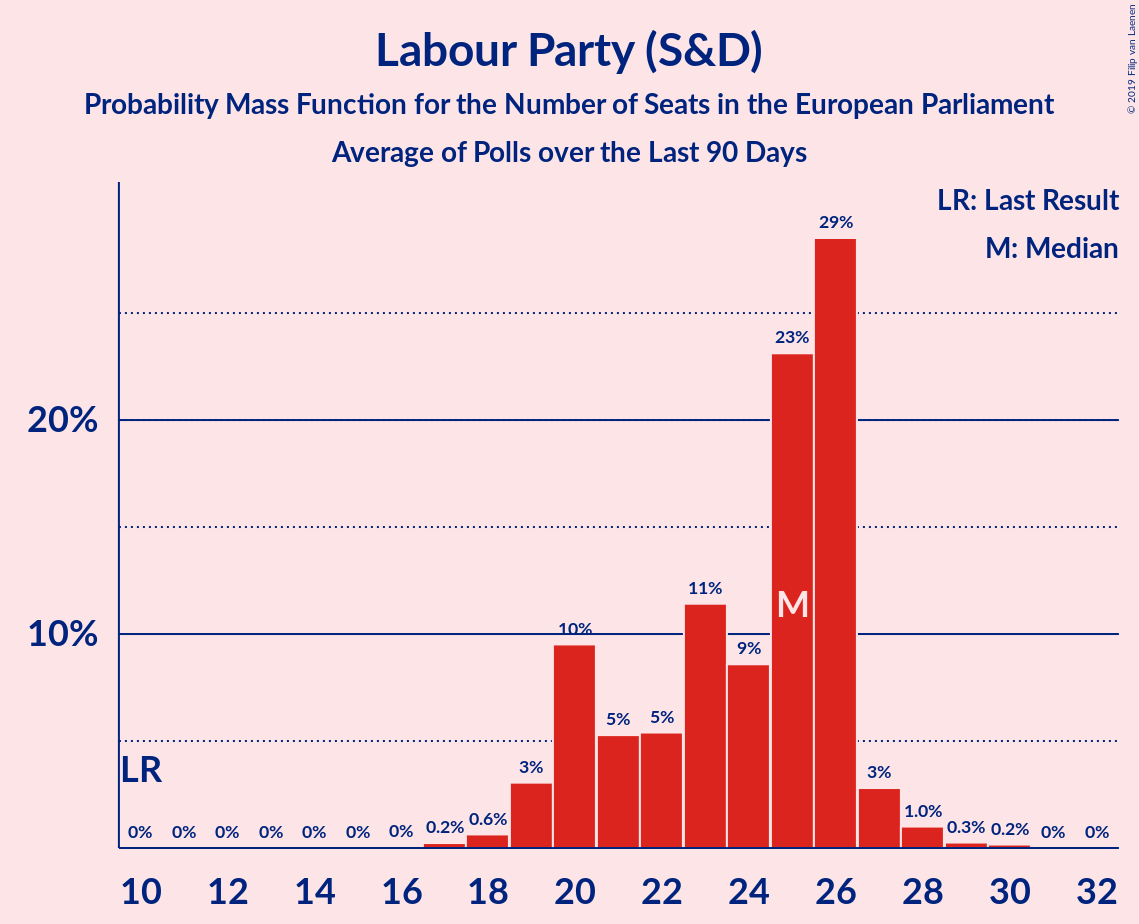 Labour Party (S&D)
Probability Mass Function for the Number of Seats in the European Parliament
Average of Polls over the Last 90 Days
© 2019 Filip van Laenen
LR: Last Result
M: Median
29%
23%
20%
11%
M
10%
10%
9%
5%
5%
LR
3%
3%
0% 0% 0% 0% 0% 0% 0% 0.2% 0.6% 1.0% 0.3% 0.2% 0% 0%
10 12 14 16 18 20 22 24 26 28 30 32